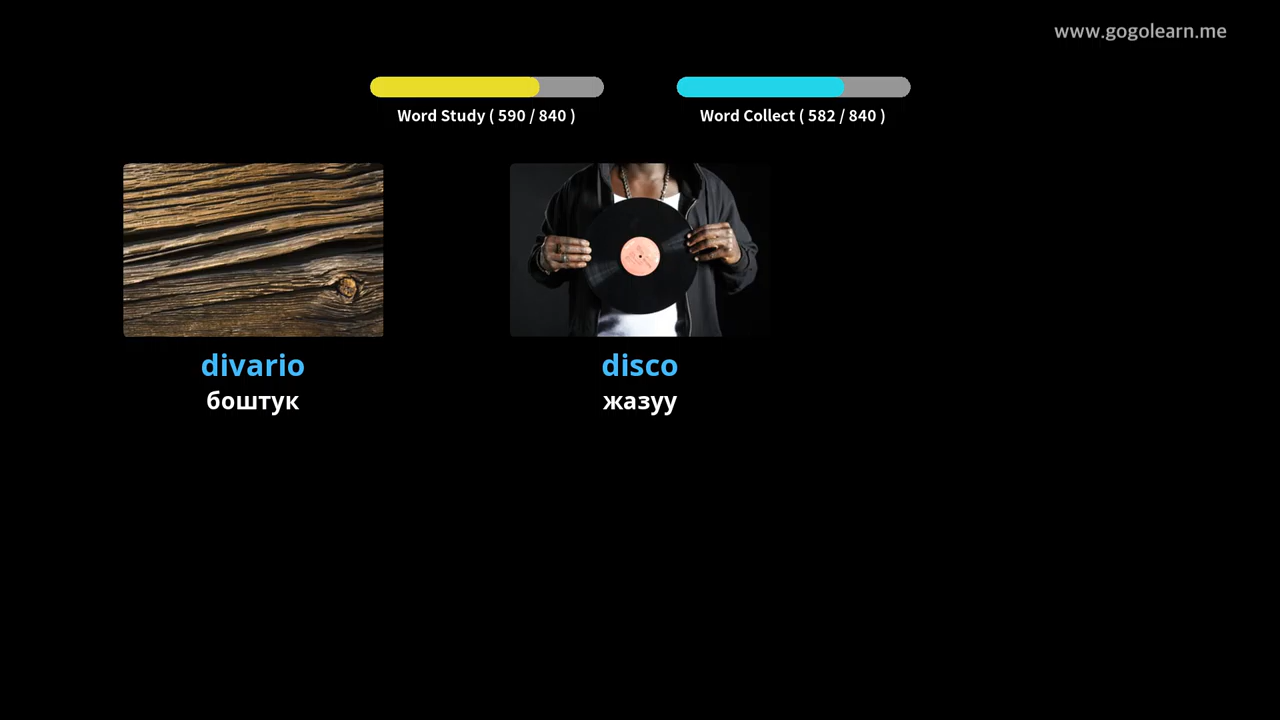 www.gogolearn.me
Word Study ( 590 / 840 )
Word Collect ( 582 / 840 )
divario
боштук
disco
жазуу